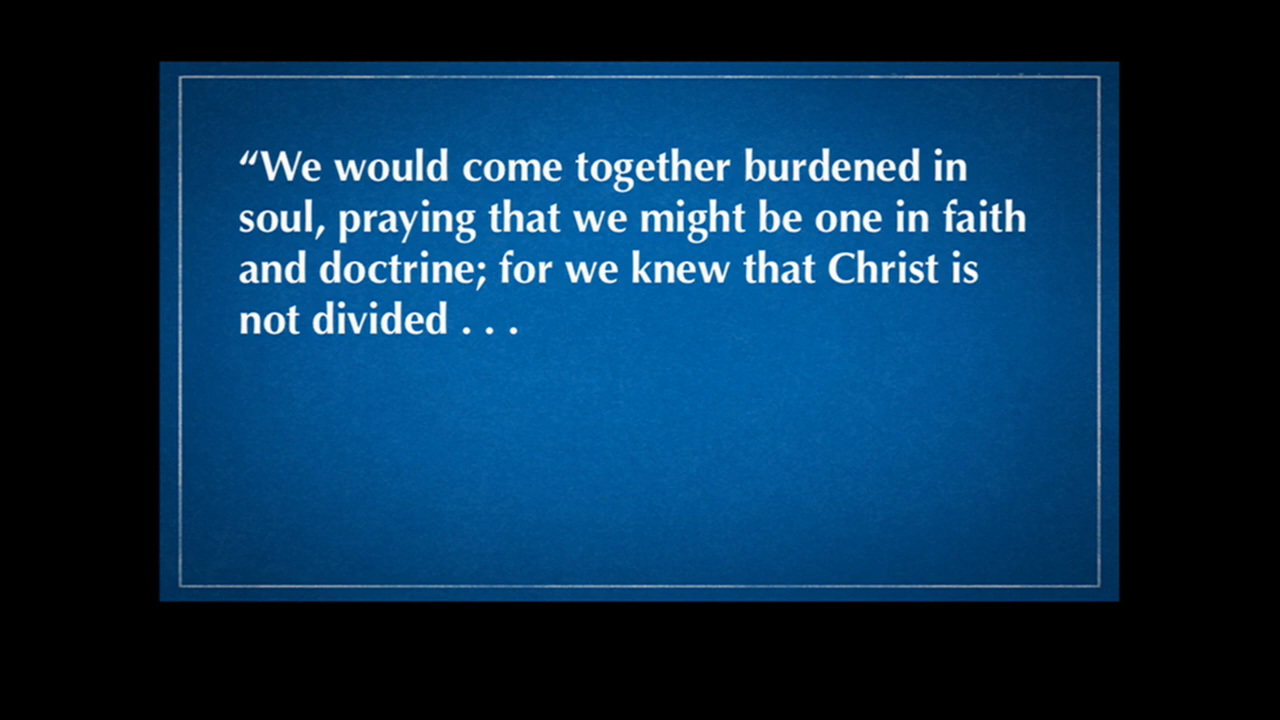 “We would come together burdened in
soul, praying that we might be one in faith
and doctrine; for we knew that Christ is
not divided . . .